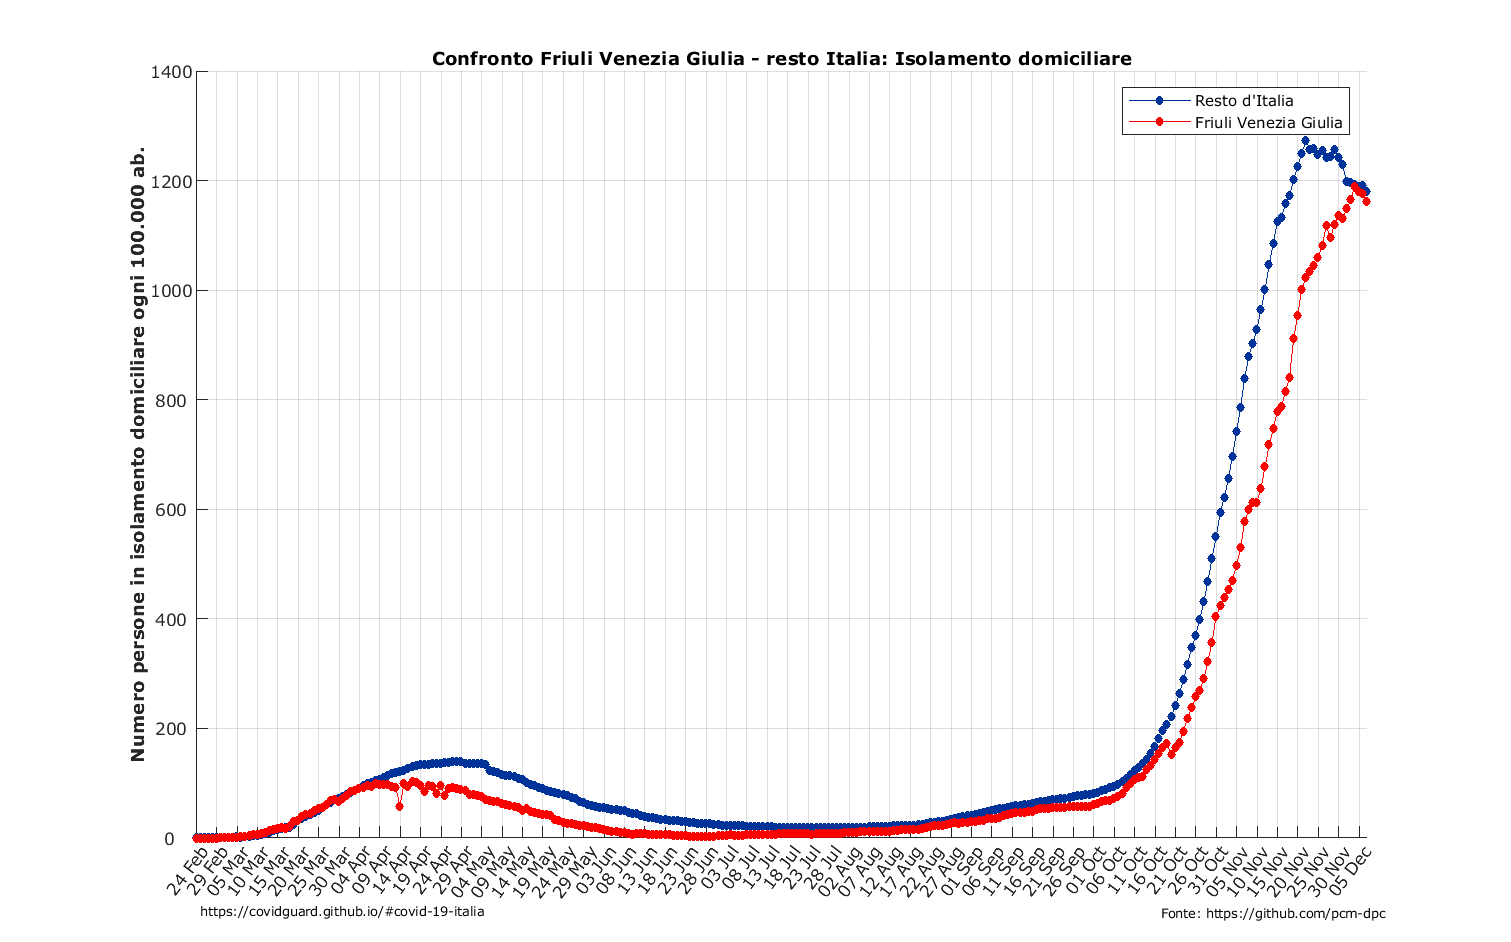 Confronto Friuli Venezia Giulia - resto Italia: Isolamento domiciliare
Numero persone in isolamento domiciliare ogni 100.000 ab.
1400
1200
1000
800
600
400
200
0
Resto d'Italia
Friuli Venezia Giulia
24 Feb
29 Feb
05 Mar
10 Mar
15 Mar
20 Mar
25 Mar
30 Mar
04 Apr
09 Apr
14 Apr
19 Apr
24 Apr
29 Apr
04 May
09 May
14 May
19 May
24 May
29 May
03 Jun
08 Jun
13 Jun
18 Jun
23 Jun
28 Jun
03 Jul
08 Jul
13 Jul
18 Jul
23 Jul
28 Jul
02 Aug
07 Aug
12 Aug
17 Aug
22 Aug
27 Aug
01 Sep
06 Sep
11 Sep
16 Sep
21 Sep
26 Sep
01 Oct
06 Oct
11 Oct
16 Oct
21 Oct
26 Oct
31 Oct
05 Nov
10 Nov
15 Nov
20 Nov
25 Nov
30 Nov
05 Dec
https://covidguard.github.io/#covid-19-italia
Fonte: https://github.com/pcm-dpc